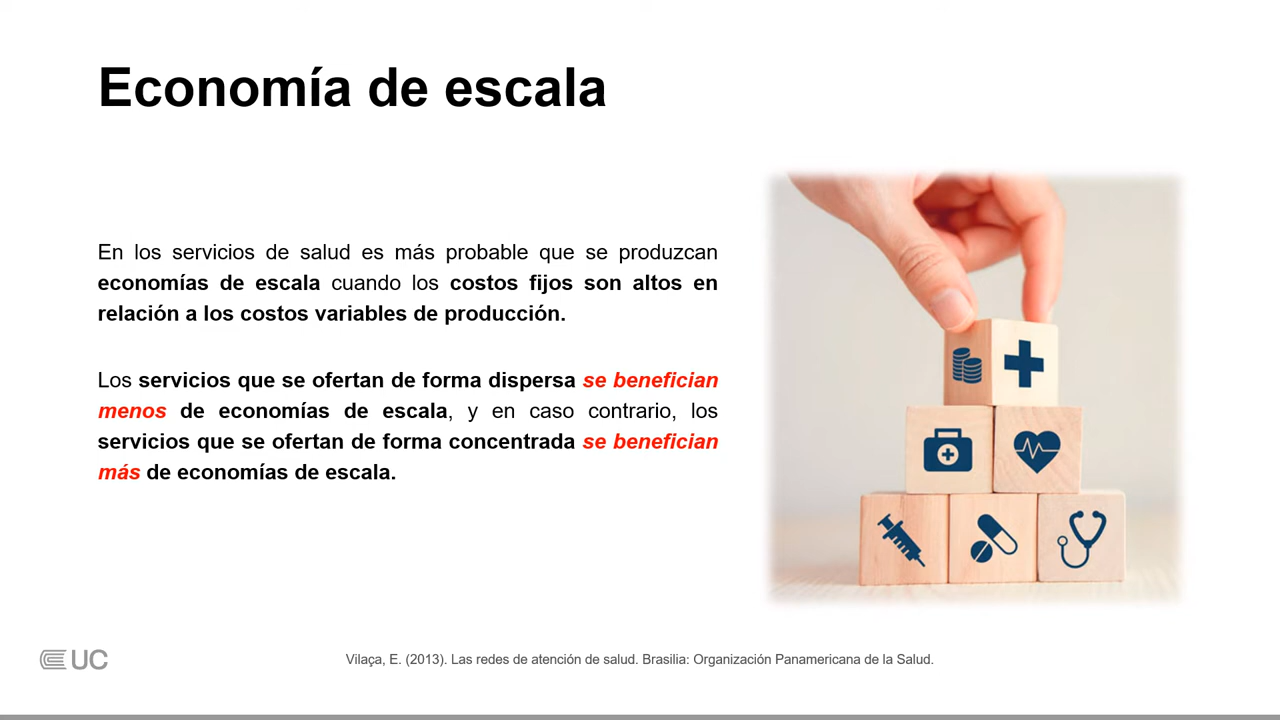 Economía de escala
En los servicios de salud es más probable que se produzcan
economías de escala cuando los costos fijos son altos en
relación a los costos variables de producción.
Los servicios que se ofertan de forma dispersa se benefician
menos de economías de escala, y en caso contrario, los
servicios que se ofertan de forma concentrada se benefician
más de economías de escala.
UC
Vilaça, E. (2013). Las redes de atención de salud. Brasilia: Organización Panamericana de la Salud.